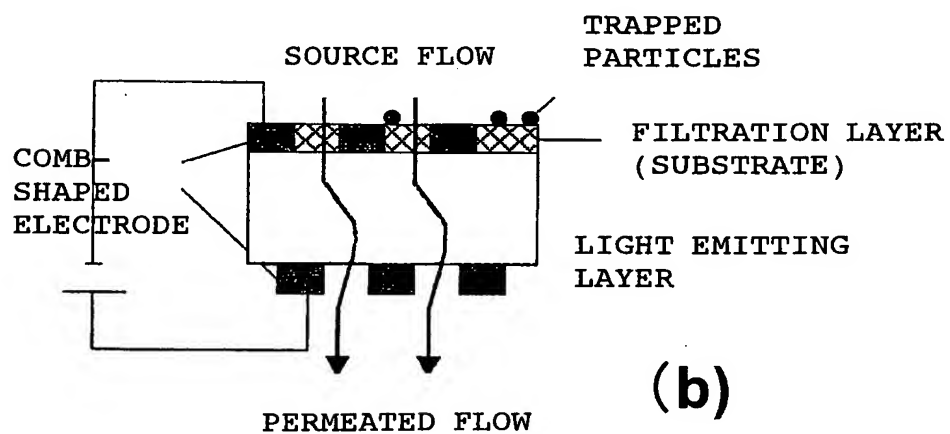 TRAPPED
PARTICLES
SOURCE FLOW
FILTRATION LAYER
(SUBSTRATE)
COMB
SHAPED
ELECTRODE
LIGHT EMITTING
LAYER
PERMEATED FLOW
(b)